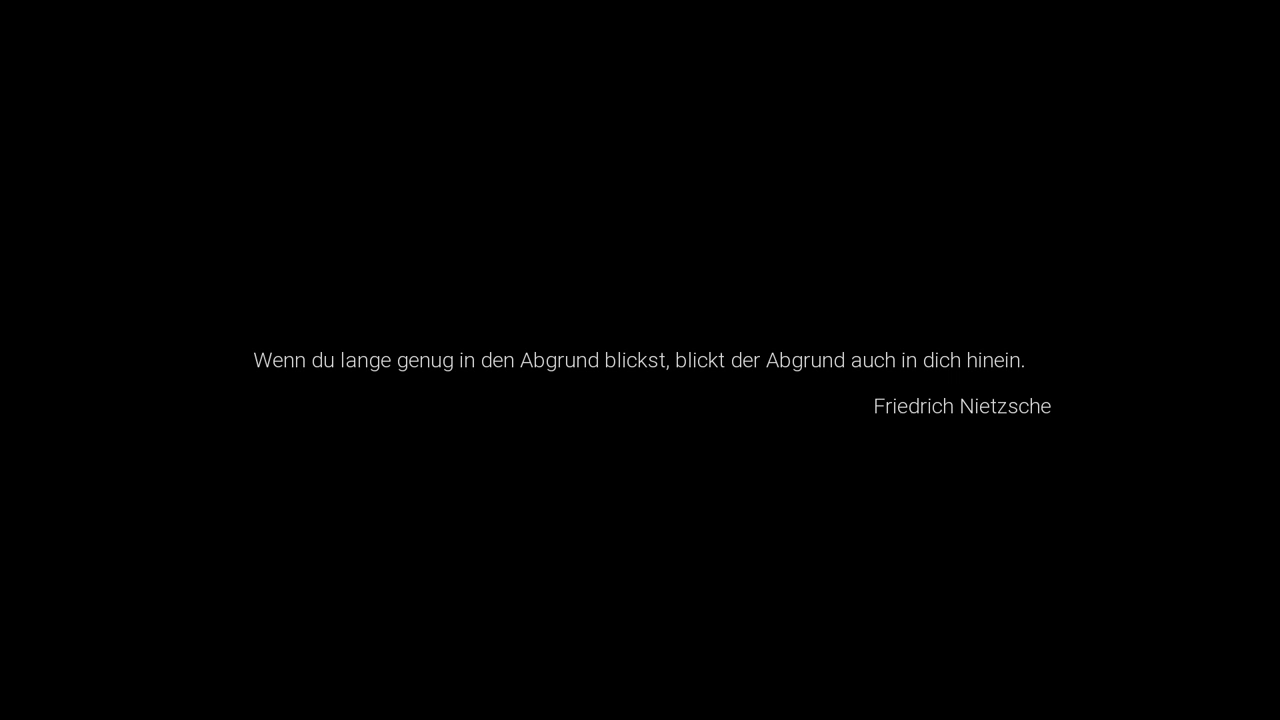 Wenn du lange genug in den Abgrund blickst, blickt der Abgrund auch in dich hinein.
Friedrich Nietzsche